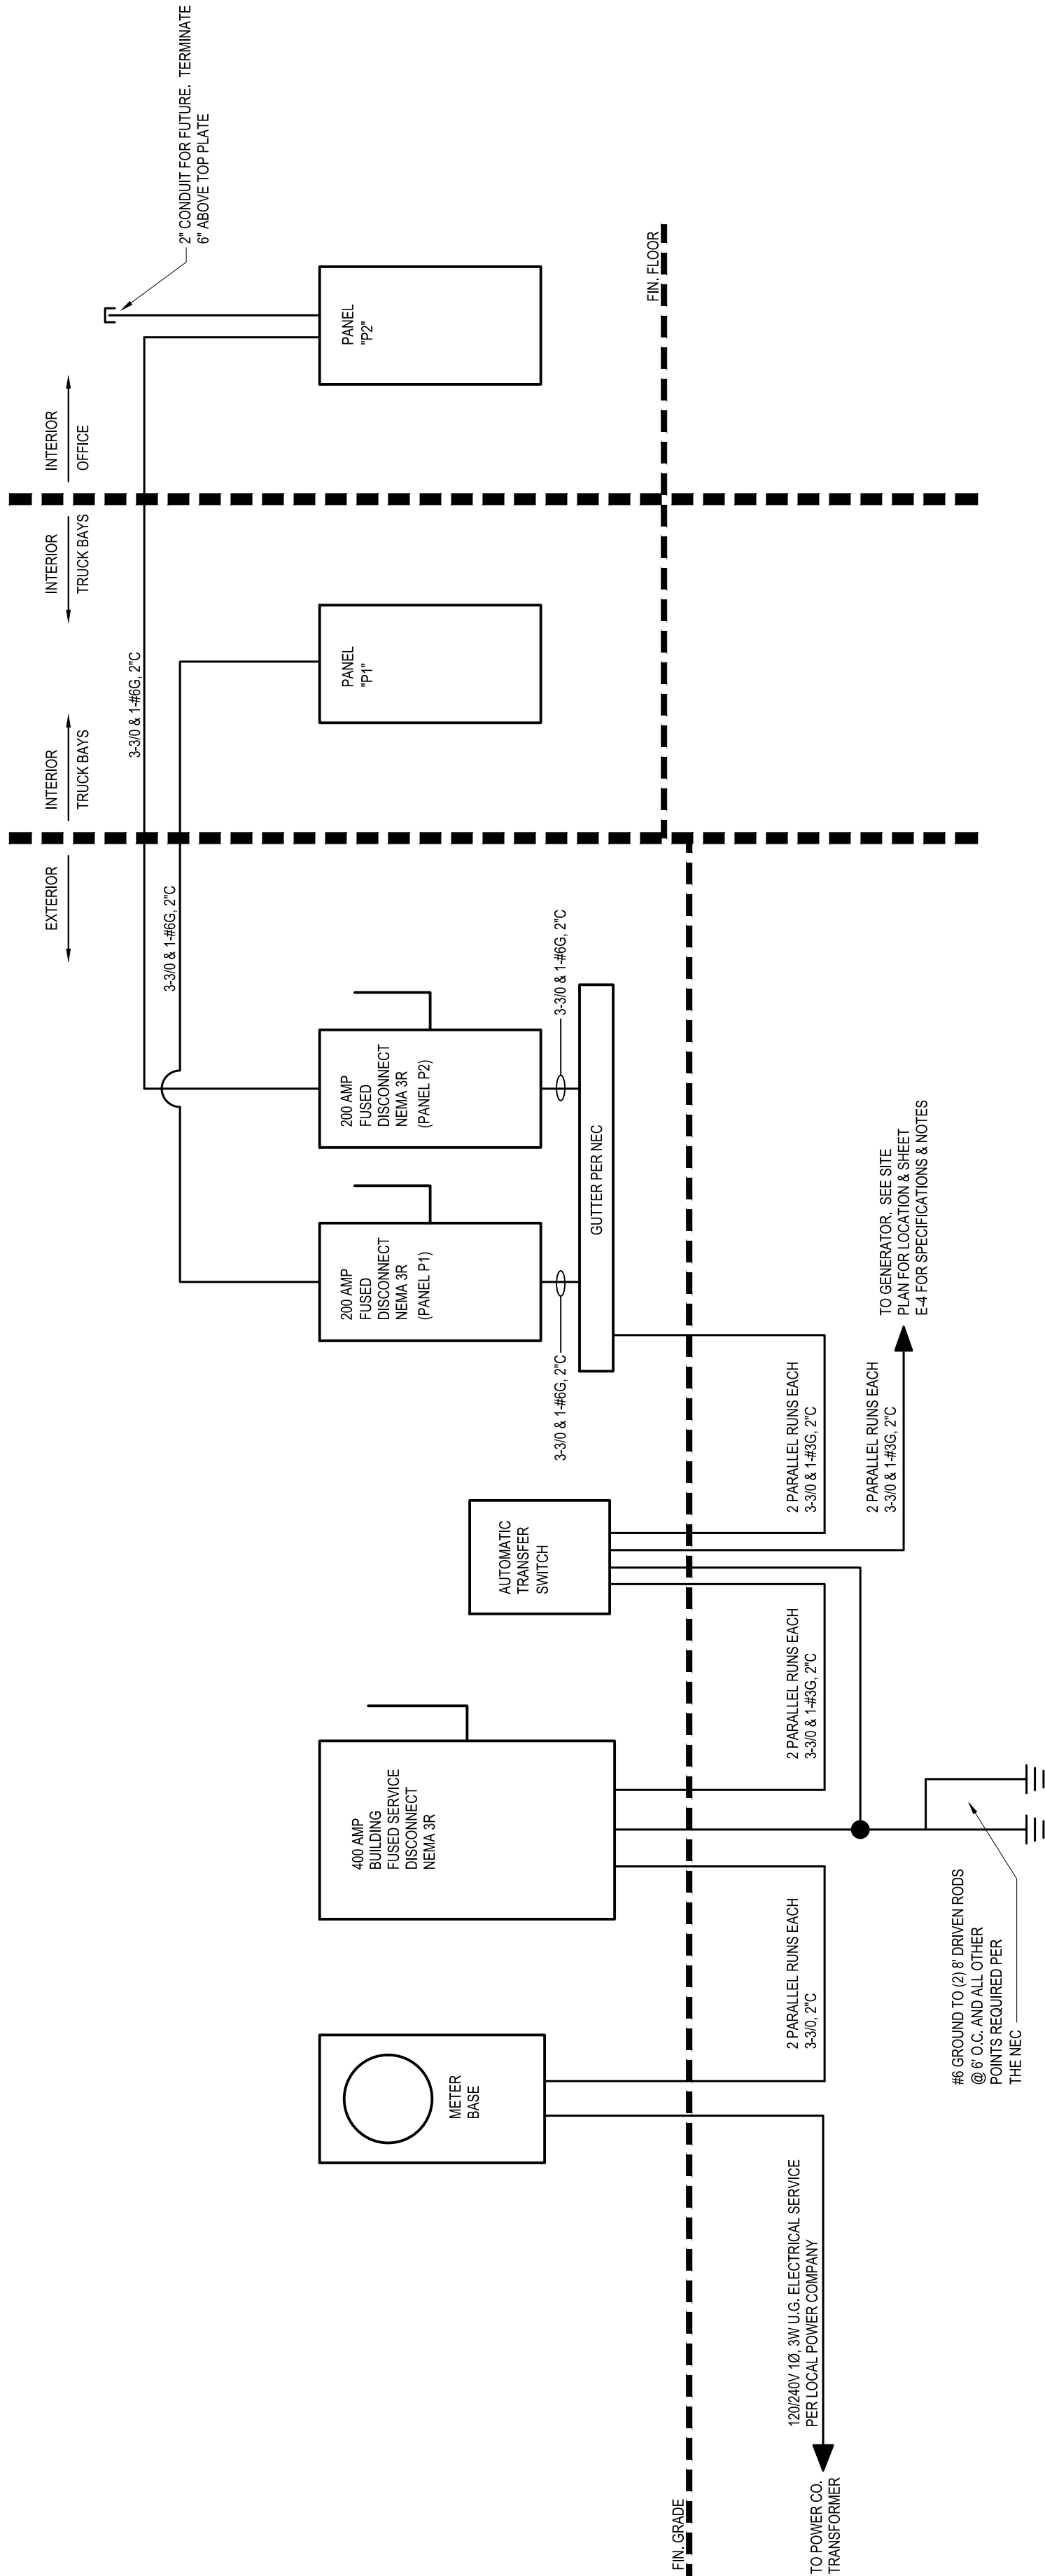 EXTERIOR
INTERIOR
TRUCK BAYS
INTERIOR
TRUCK BAYS
INTERIOR
OFFICE
2" CONDUIT FOR FUTURE.  TERMINATE
6" ABOVE TOP PLATE
3-3/0 & 1-#6G, 2"C
3-3/0 & 1-#6G, 2"C
METER
BASE
400 AMP
BUILDING
FUSED SERVICE
DISCONNECT
NEMA 3R
AUTOMATIC
TRANSFER
SWITCH
200 AMP
FUSED
DISCONNECT
NEMA 3R
(PANEL P1)
200 AMP
FUSED
DISCONNECT
NEMA 3R
(PANEL P2)
PANEL
"P1"
PANEL
"P2"
3-3/0 & 1-#6G, 2"C
3-3/0 & 1-#6G, 2"C
GUTTER PER NEC
FIN. GRADE
FIN. FLOOR
120/240V 1Ø, 3W U.G. ELECTRICAL SERVICE
PER LOCAL POWER COMPANY
TO POWER CO.
TRANSFORMER
2 PARALLEL RUNS EACH
3-3/0, 2"C
2 PARALLEL RUNS EACH
3-3/0 & 1-#3G, 2"C
2 PARALLEL RUNS EACH
3-3/0 & 1-#3G, 2"C
2 PARALLEL RUNS EACH
3-3/0 & 1-#3G, 2"C
TO GENERATOR.  SEE SITE
PLAN FOR LOCATION & SHEET
E-4 FOR SPECIFICATIONS & NOTES
#6 GROUND TO (2) 8' DRIVEN RODS
@ 6' O.C. AND ALL OTHER
POINTS REQUIRED PER
THE NEC